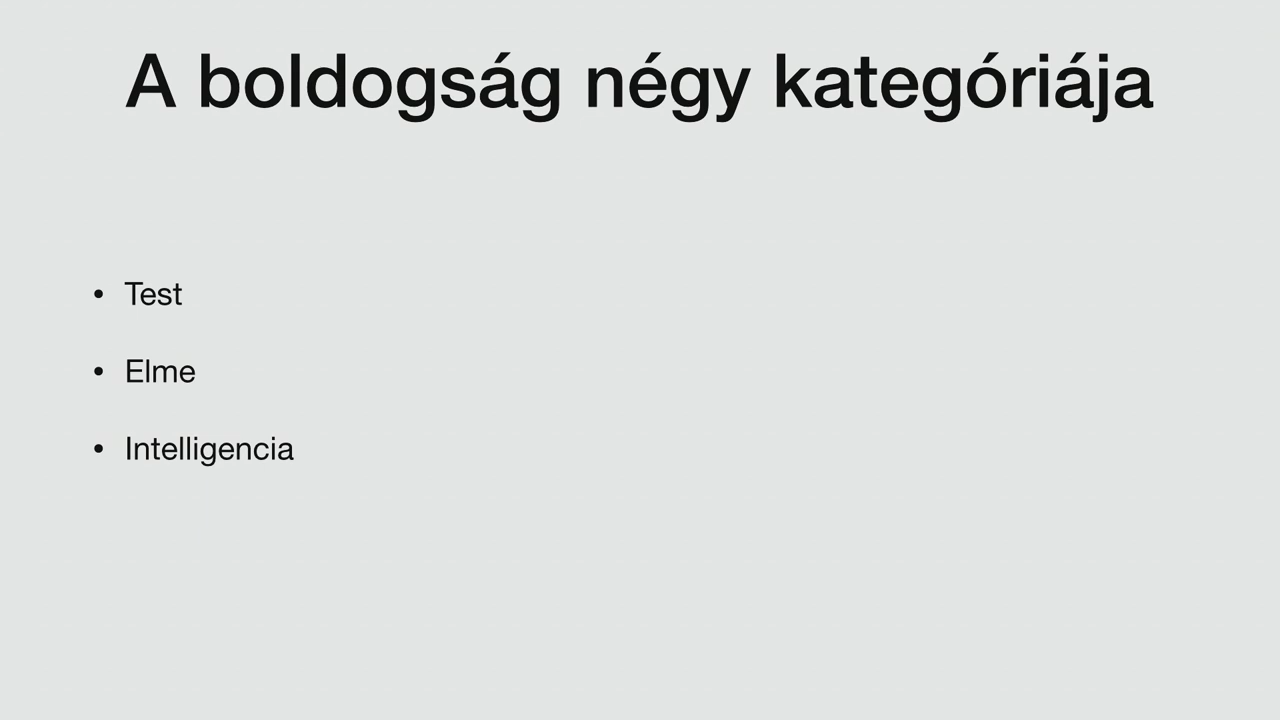 A boldogság négy kategóriája
• Test
• Elme
• Intelligencia